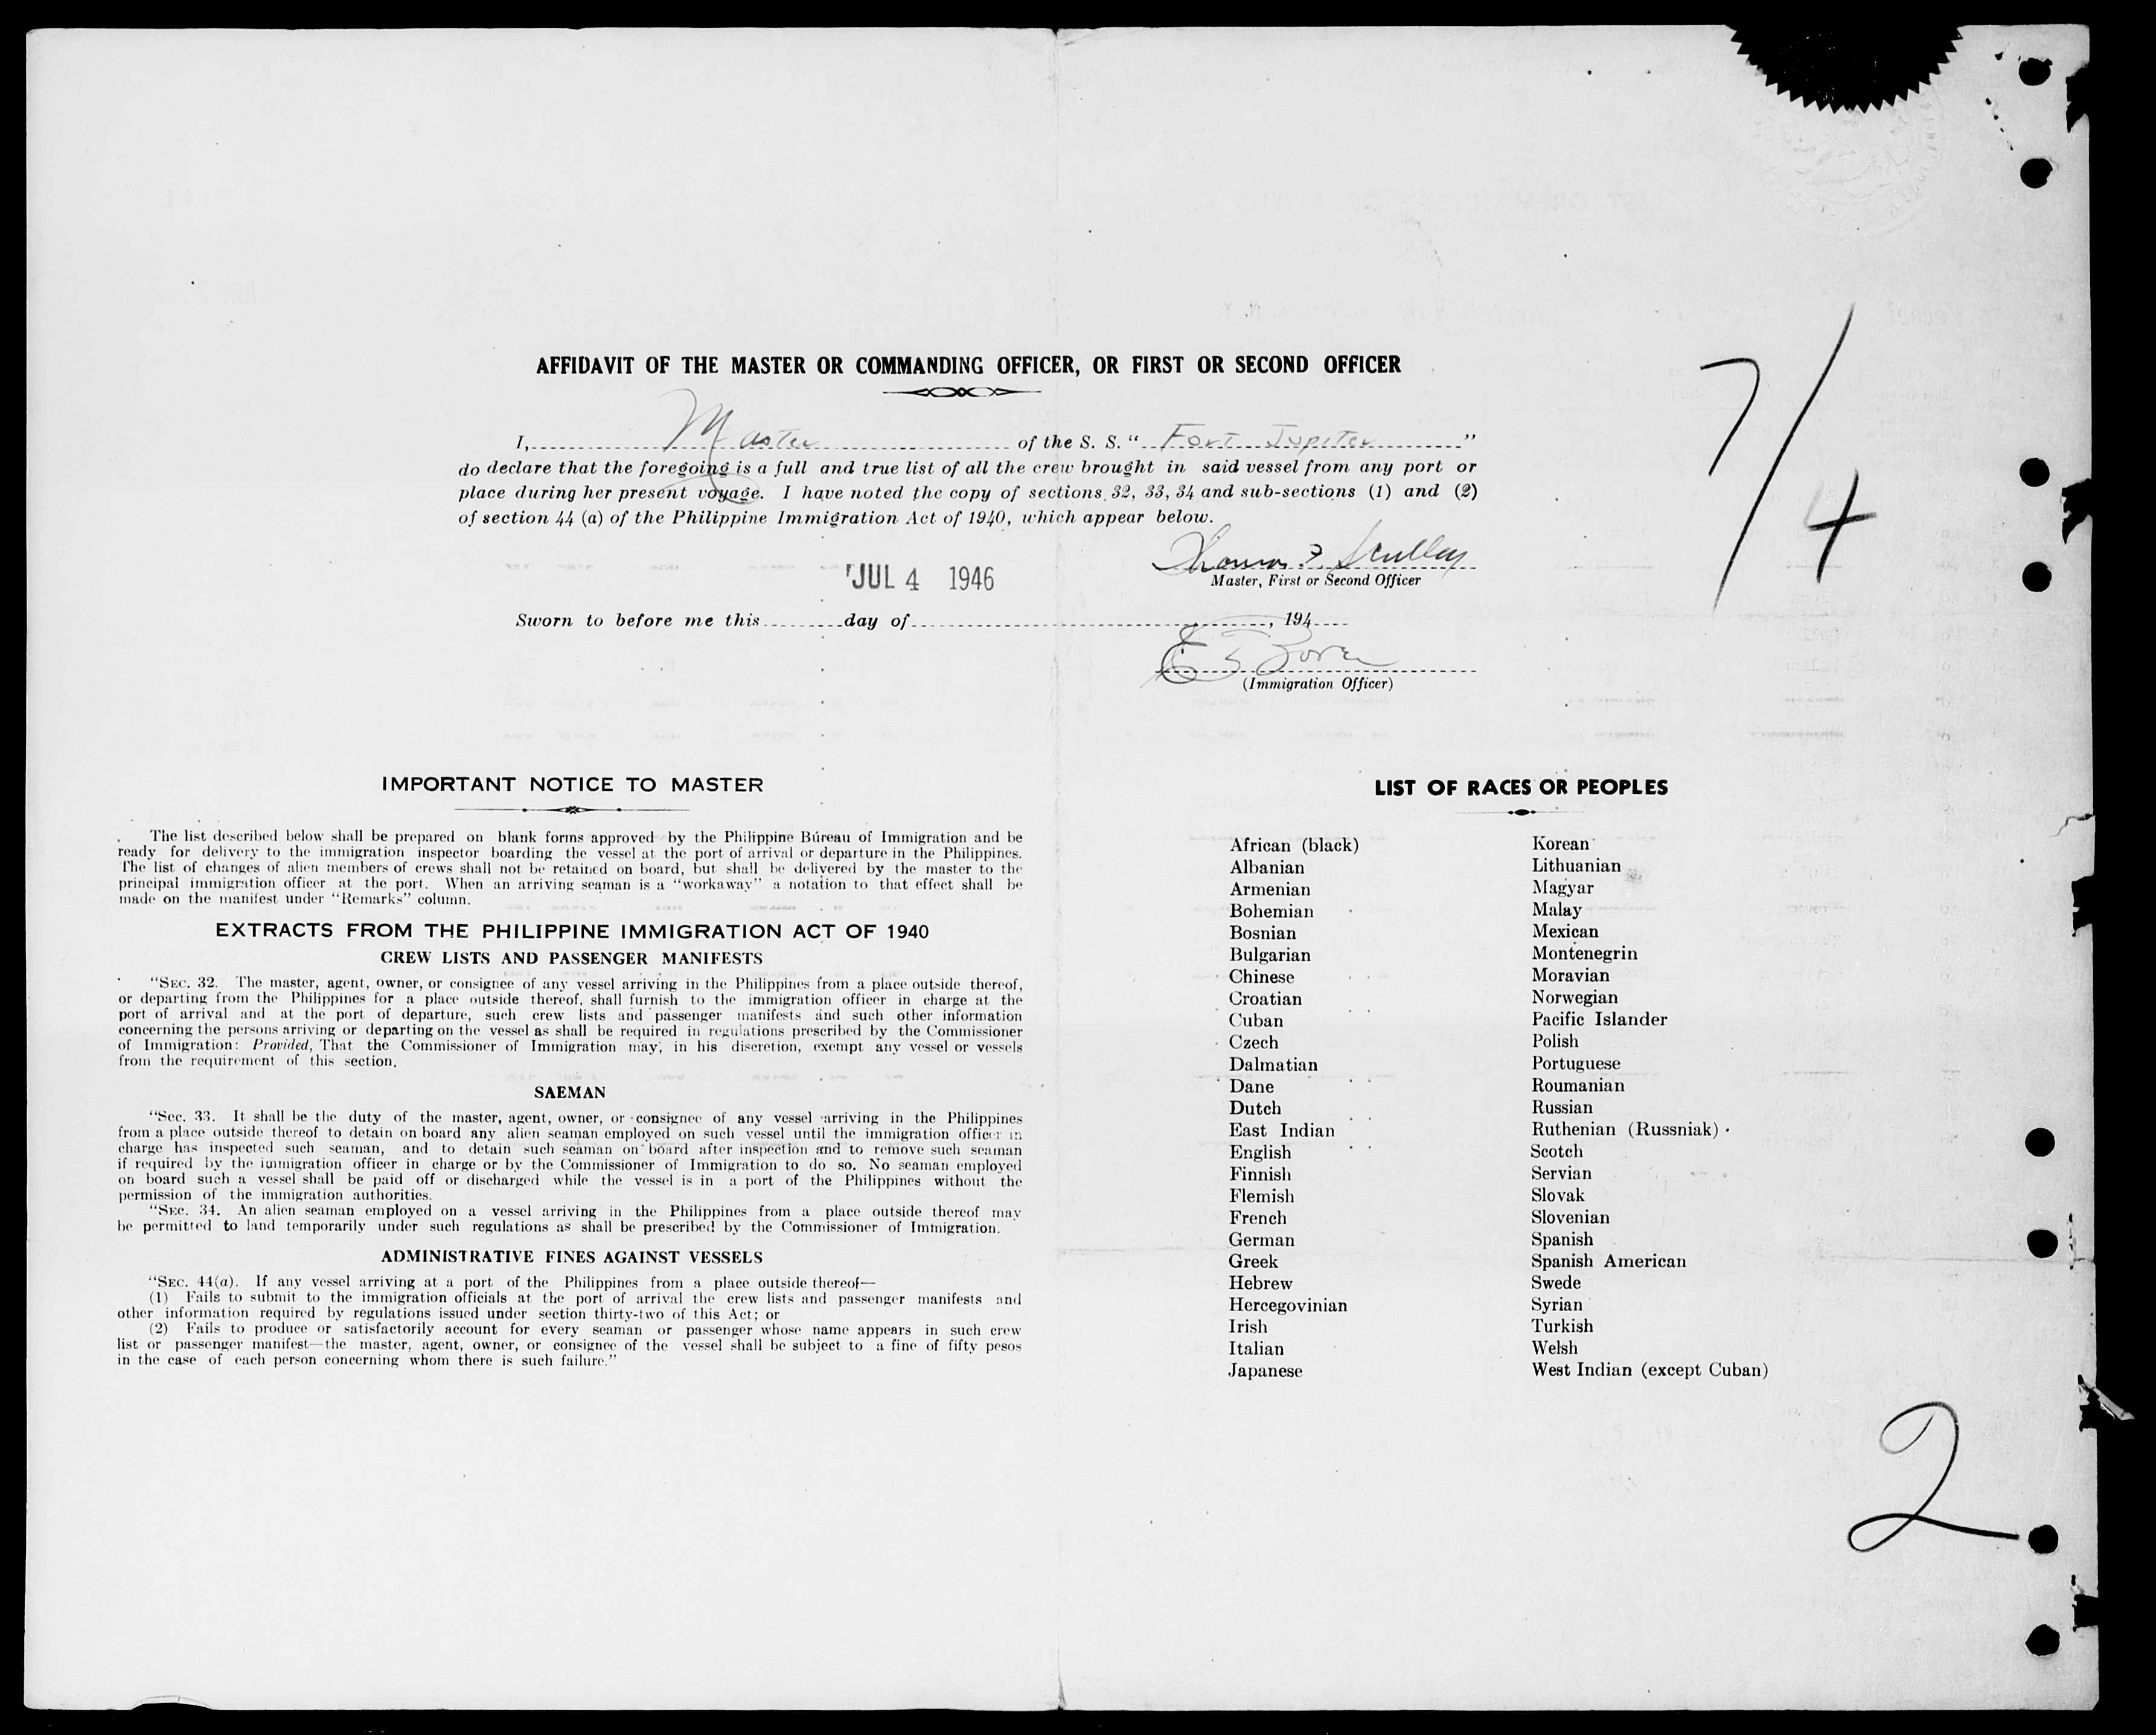 AFFIDAVIT OF THE MASTER OR COMMANDING OFFICER, OR FIRST OR SECOND OFFICER
I, Master of the S. S. " Fort Jupiter "
do declare that the foregoing is a full and true list of all the crew brought in said vessel from any port or
place during her present voyage. I have noted the copy of sections 32, 33, 34 and sub-sections (1) and (2)
of section 44 (a) of the Philippine Immigration Act of 1940, which appear below.
7/4
Thomas F. Scully
Master, First or Second Officer
JUL 4 1946
Sworn to before me this day of , 194
(Immigration Officer)
IMPORTANT NOTICE TO MASTER
The list described below shall be prepared on blank forms approved by the Philippine Bureau of Immigration and be
ready for delivery to the immigration inspector boarding the vessel at the port of arrival or departure in the Philippines.
The list of changes of alien members of crews shall not be retained on board, but shall be delivered by the master to the
principal immigration officer at the port. When an arriving seaman is a "workaway" a notation to that effect shall be
made on the manifest under "Remarks" column.
EXTRACTS FROM THE PHILIPPINE IMMIGRATION ACT OF 1940
CREW LISTS AND PASSENGER MANIFESTS
"SEC. 32. The master, agent, owner, or consignee of any vessel arriving in the Philippines from a place outside thereof,
or departing from the Philippines for a place outside thereof, shall furnish to the immigration officer in charge at the
port of arrival and at the port of departure, such crew lists and passenger manifests and such other information
concerning the persons arriving or departing on the vessel as shall be required in regulations prescribed by the Commissioner
of Immigration: Provided, That the Commissioner of Immigration may, in his discretion, exempt any vessel or vessels
from the requirement of this section.
SAEMAN
"Sec. 33. It shall be the duty of the master, agent, owner, or consignee of any vessel arriving in the Philippines
from a place outside thereof to detain on board any alien seaman employed on such vessel until the immigration officer in
charge has inspected such seaman, and to detain such seaman on board after inspection and to remove such seaman
if required by the immigration officer in charge or by the Commissioner of Immigration to do so. No seaman employed
on board such a vessel shall be paid off or discharged while the vessel is in a port of the Philippines without the
permission of the immigration authorities.
"SEC. 34. An alien seaman employed on a vessel arriving in the Philippines from a place outside thereof may
be permitted to land temporarily under such regulations as shall be prescribed by the Commissioner of Immigration.
ADMINISTRATIVE FINES AGAINST VESSELS
"SEC. 44(a). If any vessel arriving at a port of the Philippines from a place outside thereof—
(1) Fails to submit to the immigration officials at the port of arrival the crew lists and passenger manifests and
other information required by regulations issued under section thirty-two of this Act; or
(2) Fails to produce or satisfactorily account for every seaman or passenger whose name appears in such crew
list or passenger manifest—the master, agent, owner, or consignee of the vessel shall be subject to a fine of fifty pesos
in the case of each person concerning whom there is such failure."
LIST OF RACES OR PEOPLES
African (black)
Albanian
Armenian
Bohemian
Bosnian
Bulgarian
Chinese
Croatian
Cuban
Czech
Dalmatian
Dane
Dutch
East Indian
English
Finnish
Flemish
French
German
Greek
Hebrew
Hercegovinian
Irish
Italian
Japanese
Korean
Lithuanian
Magyar
Malay
Mexican
Montenegrin
Moravian
Norwegian
Pacific Islander
Polish
Portuguese
Roumanian
Russian
Ruthenian (Russniak)
Scotch
Servian
Slovak
Slovenian
Spanish
Spanish American
Swede
Syrian
Turkish
Welsh
West Indian (except Cuban)
2